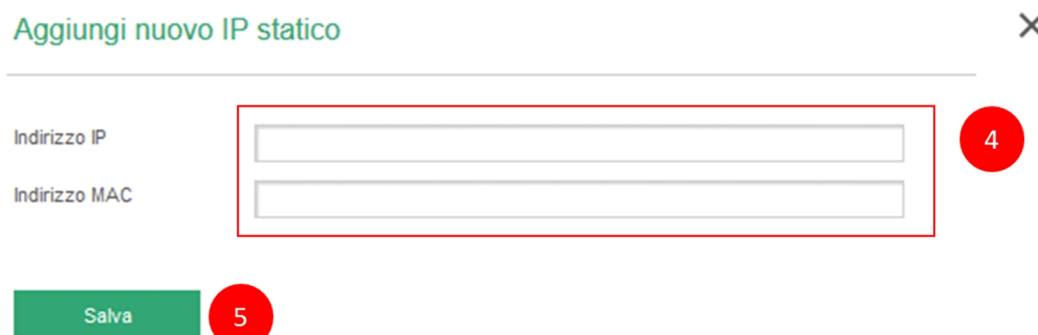 Aggiungi nuovo IP statico
Indirizzo IP
4
Indirizzo MAC
Salva
5